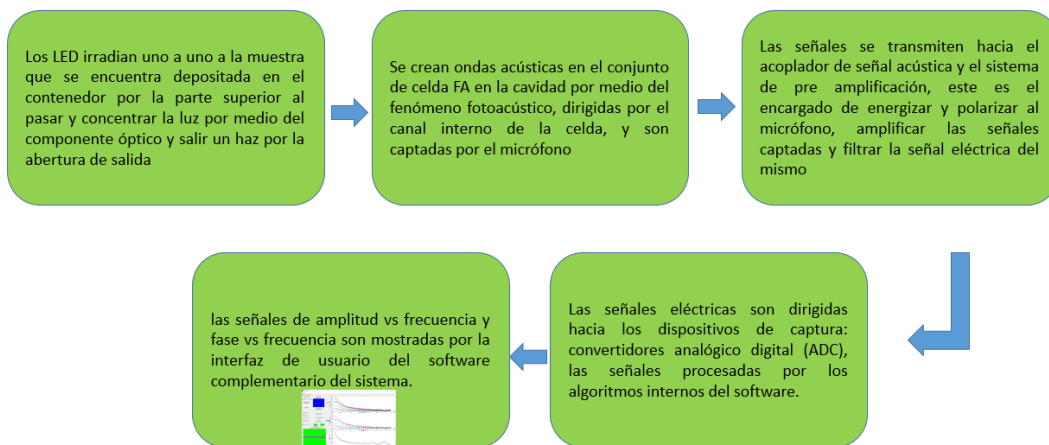 Los LED irradian uno a uno a la muestra
que se encuentra depositada en el
contenedor por la parte superior al
pasar y concentrar la luz por medio del
componente óptico y salir un haz por la
abertura de salida
Se crean ondas acústicas en el conjunto
de celda FA en la cavidad por medio del
fenómeno fotoacústico, dirigidas por el
canal interno de la celda, y son
captadas por el micrófono
Las señales se transmiten hacia el
acoplador de señal acústica y el sistema
de pre amplificación, este es el
encargado de energizar y polarizar al
micrófono, amplificar las señales
captadas y filtrar la señal eléctrica del
mismo
Las señales eléctricas son dirigidas
hacia los dispositivos de captura:
convertidores analógico digital (ADC),
las señales procesadas por los
algoritmos internos del software.
las señales de amplitud vs frecuencia y
fase vs frecuencia son mostradas por la
interfaz de usuario del software
complementario del sistema.